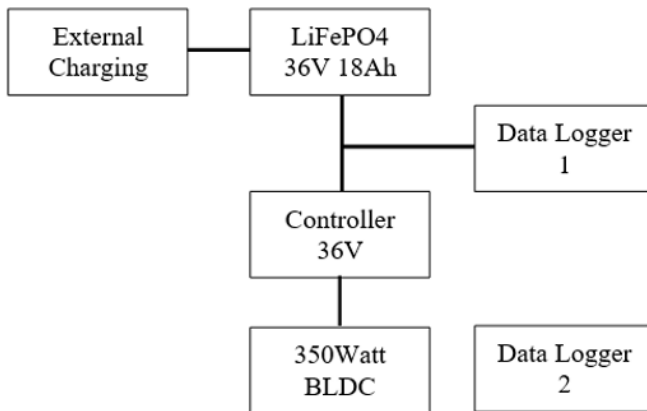 External
Charging
LiFePO4
36V 18Ah
Data Logger
1
Controller
36V
350Watt
BLDC
Data Logger
2